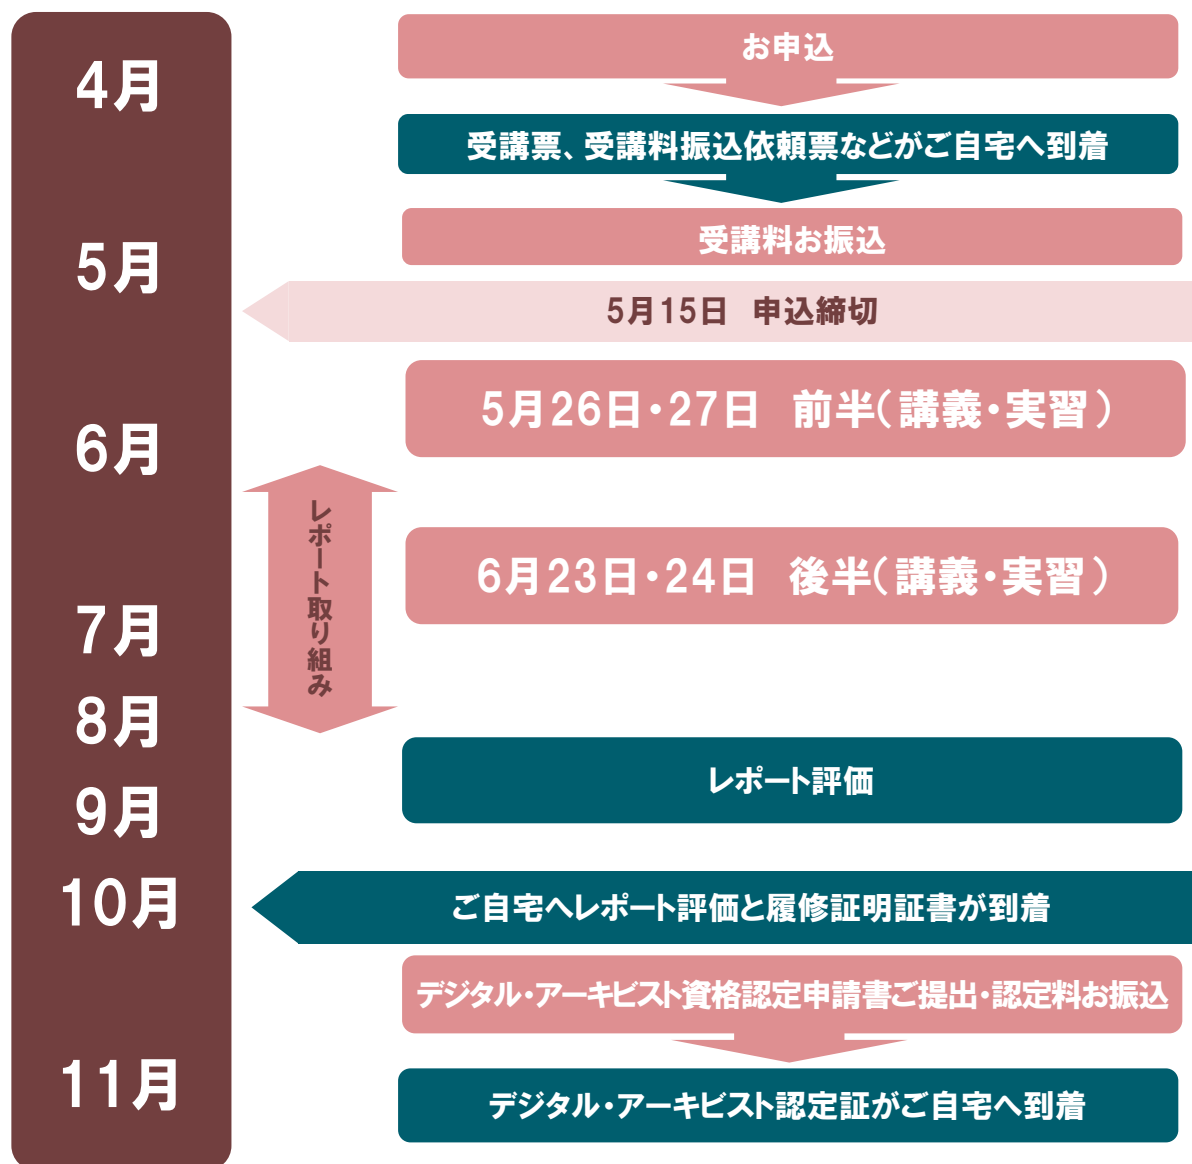 4月
お申込
受講票、受講料振込依頼票などがご自宅へ到着
5月
受講料お振込
5月15日　申込締切
5月26日・27日　前半（講義・実習）
6月
レポート取り組み
6月23日・24日　後半（講義・実習）
7月
8月
レポート評価
9月
10月
ご自宅へレポート評価と履修証明証書が到着
デジタル・アーキビスト資格認定申請書ご提出・認定料お振込
11月
デジタル・アーキビスト認定証がご自宅へ到着